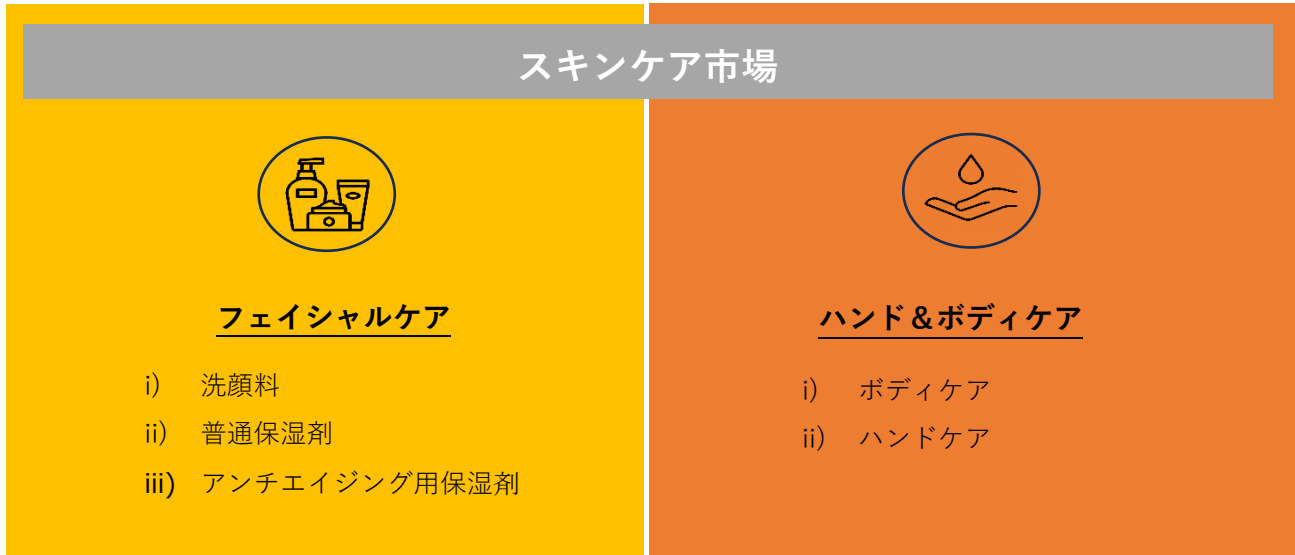 スキンケア市場
フェイシャルケア
i) 洗顔料
ii) 普通保湿剤
iii) アンチエイジング用保湿剤
ハンド＆ボディケア
i) ボディケア
ii) ハンドケア